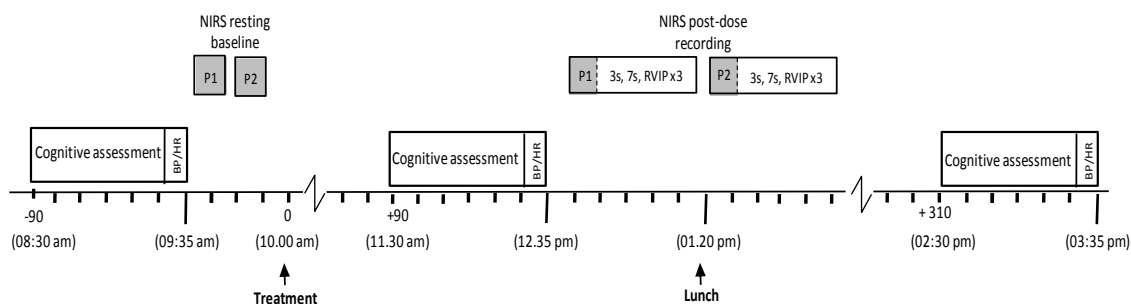 NIRS resting
baseline
NIRS post-dose
recording
P1
P2
P1
3s, 7s, RVIP x3
P2
3s, 7s, RVIP x3
Cognitive assessment
BP/HR
Cognitive assessment
BP/HR
Cognitive assessment
BP/HR
-90
0
+90
+ 310
(08:30 am)
(09:35 am)
(10.00 am)
(11.30 am)
(12.35 pm)
(01.20 pm)
(02:30 pm)
(03:35 pm)
Treatment
Lunch